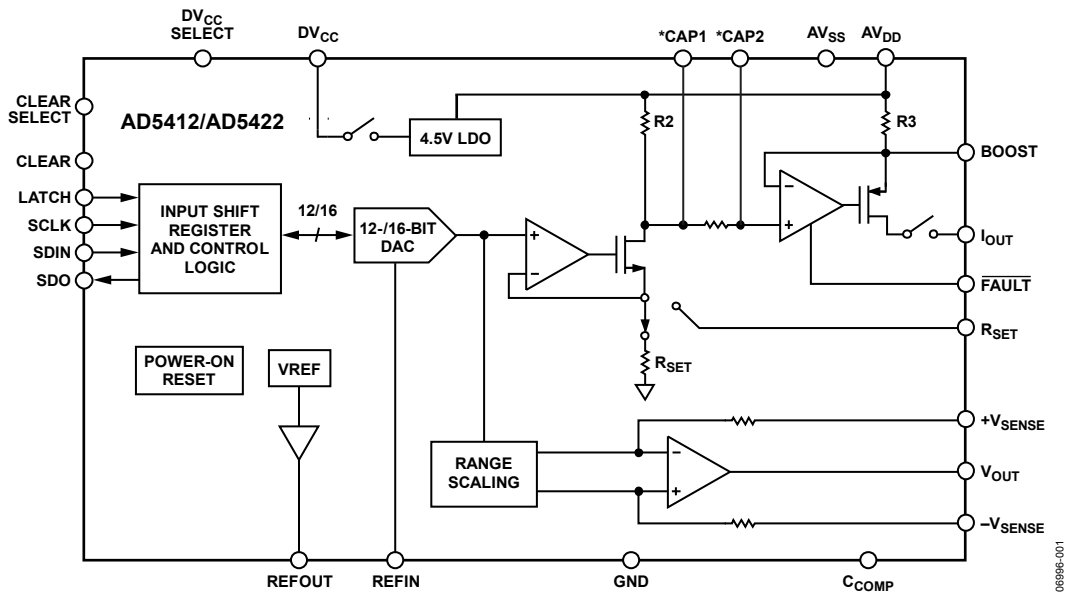 DVCC
SELECT
DVCC
*CAP1
*CAP2
AVSS
AVDD
CLEAR
SELECT
AD5412/AD5422
4.5V LDO
R2
R3
BOOST
CLEAR
LATCH
SCLK
SDIN
SDO
INPUT SHIFT
REGISTER
AND CONTROL
LOGIC
12/16
12-/16-BIT
DAC
+
−
−
+
IOUT
FAULT
RSET
RSET
POWER-ON
RESET
VREF
RANGE
SCALING
−
+
+VSENSE
VOUT
–VSENSE
REFOUT
REFIN
GND
CCOMP
06996-001